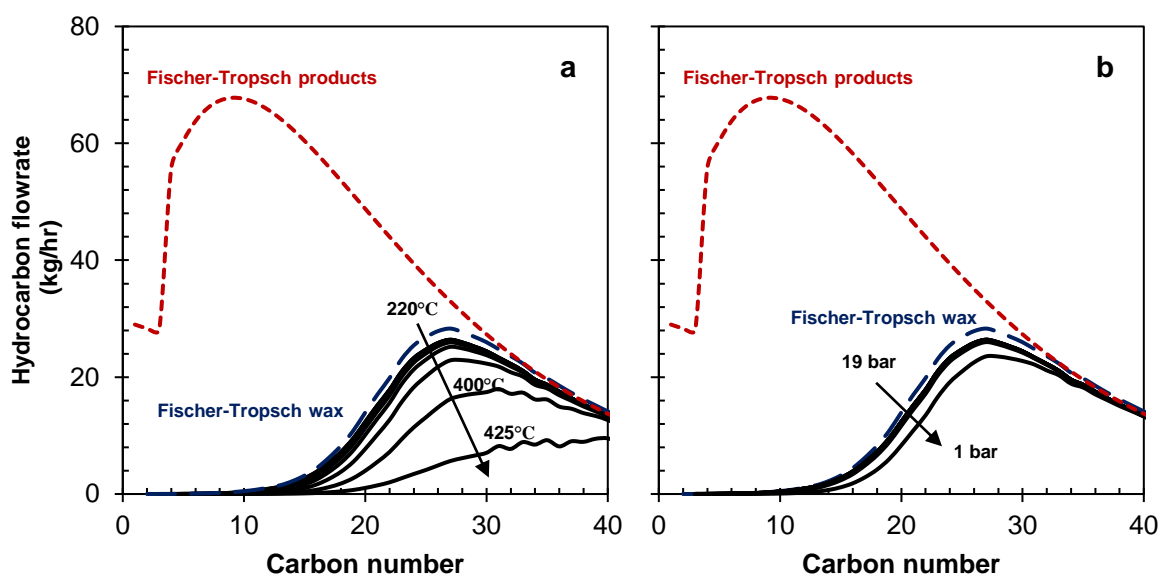 a
Fischer-Tropsch products
Hydrocarbon flowrate
(kg/hr)
80
60
40
20
0
220°C
400°C
425°C
Fischer-Tropsch wax
0 10 20 30 40
Carbon number
b
Fischer-Tropsch products
Fischer-Tropsch wax
19 bar
1 bar
0 10 20 30 40
Carbon number